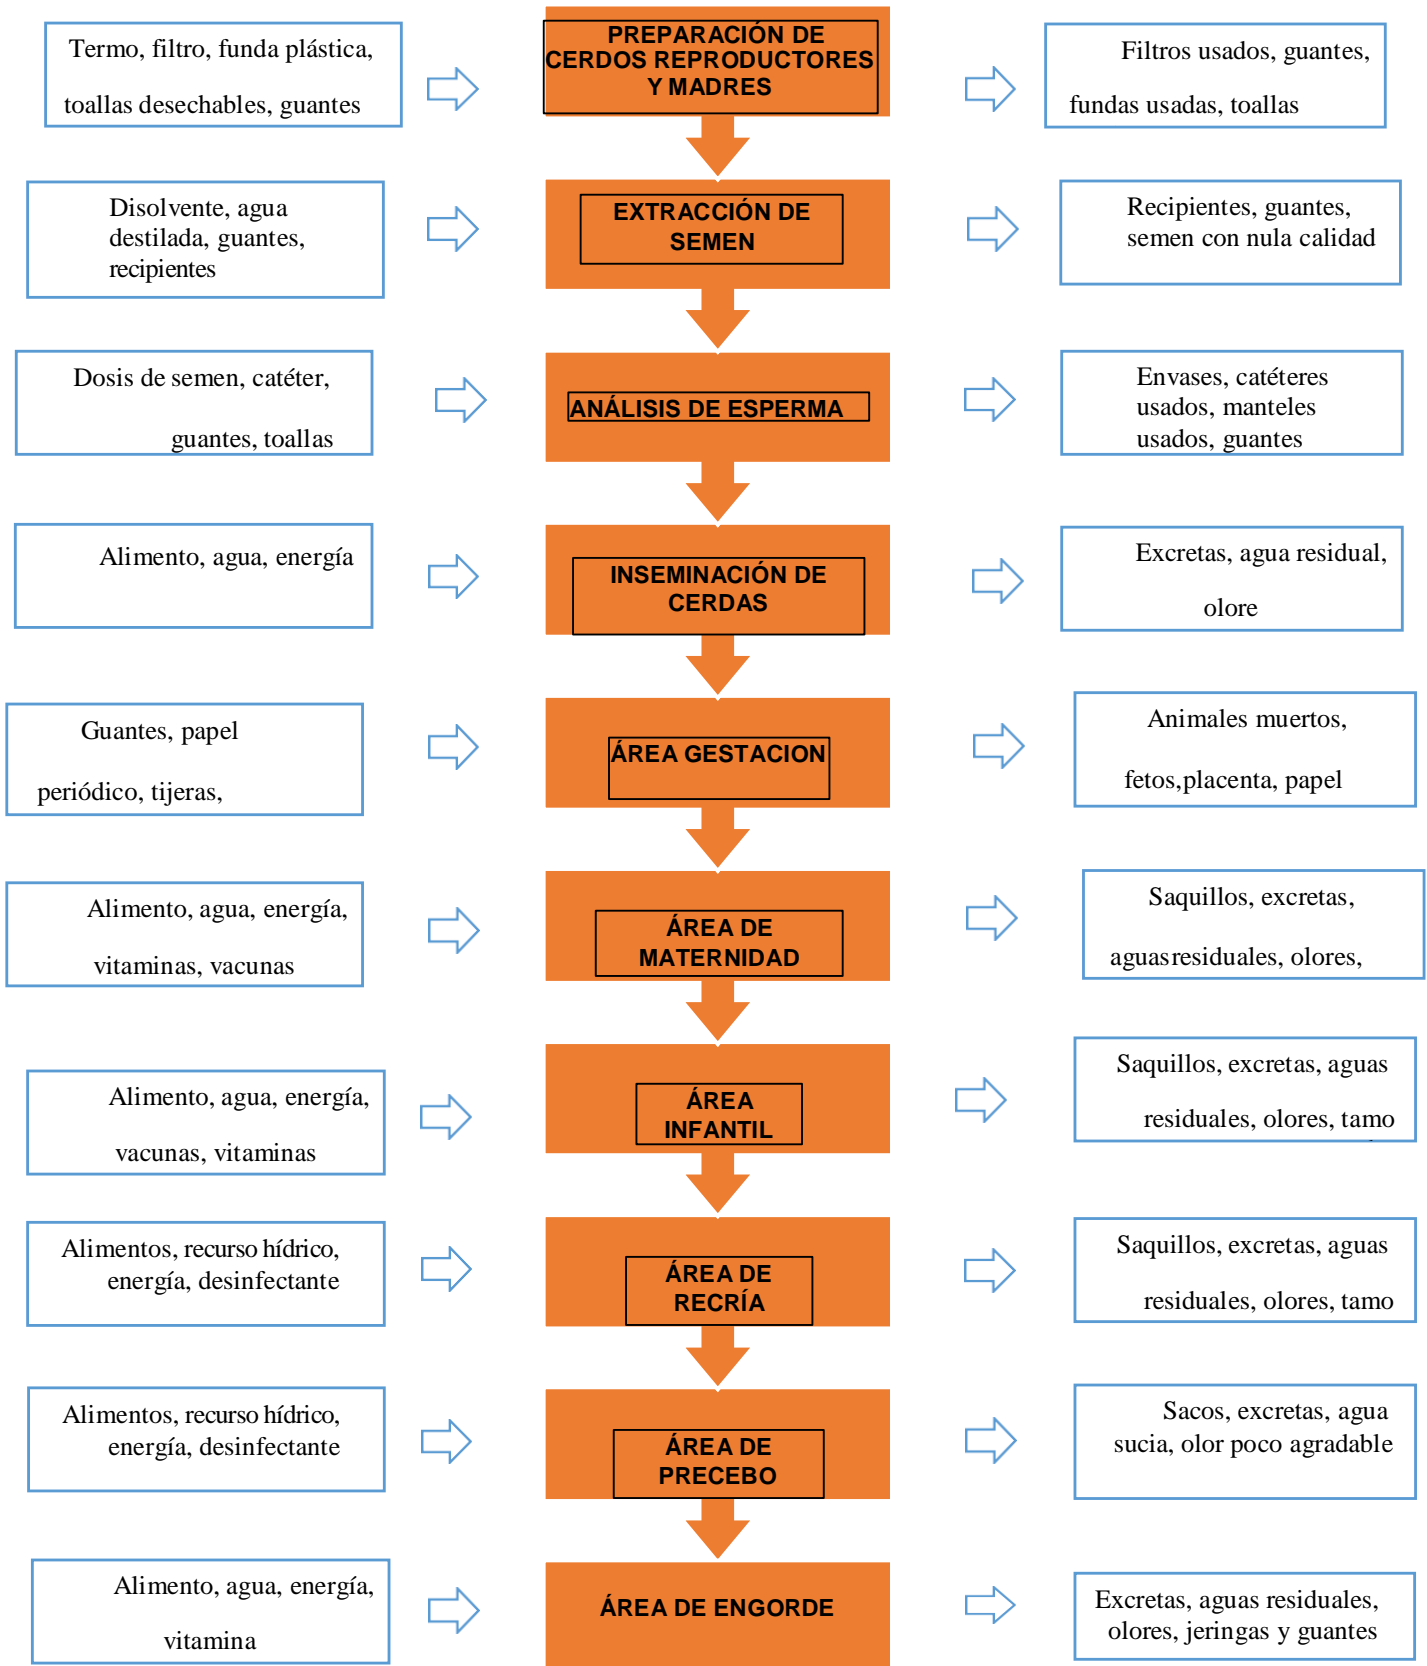 Termo, filtro, funda plástica,
toallas desechables, guantes
PREPARACIÓN DE
CERDOS REPRODUCTORES
Y MADRES
Filtros usados, guantes,
fundas usadas, toallas
Disolvente, agua
destilada, guantes,
recipientes
EXTRACCIÓN DE
SEMEN
Recipientes, guantes,
semen con nula calidad
Dosis de semen, catéter,
guantes, toallas
ANÁLISIS DE ESPERMA
Envases, catéteres
usados, manteles
usados, guantes
Alimento, agua, energía
INSEMINACIÓN DE
CERDAS
Excretas, agua residual,
olore
Guantes, papel
periódico, tijeras,
ÁREA GESTACION
Animales muertos,
fetos,placenta, papel
Alimento, agua, energía,
vitaminas, vacunas
ÁREA DE
MATERNIDAD
Saquillos, excretas,
aguasresiduales, olores,
Alimento, agua, energía,
vacunas, vitaminas
ÁREA
INFANTIL
Saquillos, excretas, aguas
residuales, olores, tamo
Alimentos, recurso hídrico,
energía, desinfectante
ÁREA DE
RECRÍA
Saquillos, excretas, aguas
residuales, olores, tamo
Alimentos, recurso hídrico,
energía, desinfectante
ÁREA DE
PRECEBO
Sacos, excretas, agua
sucia, olor poco agradable
Alimento, agua, energía,
vitamina
ÁREA DE ENGORDE
Excretas, aguas residuales,
olores, jeringas y guantes